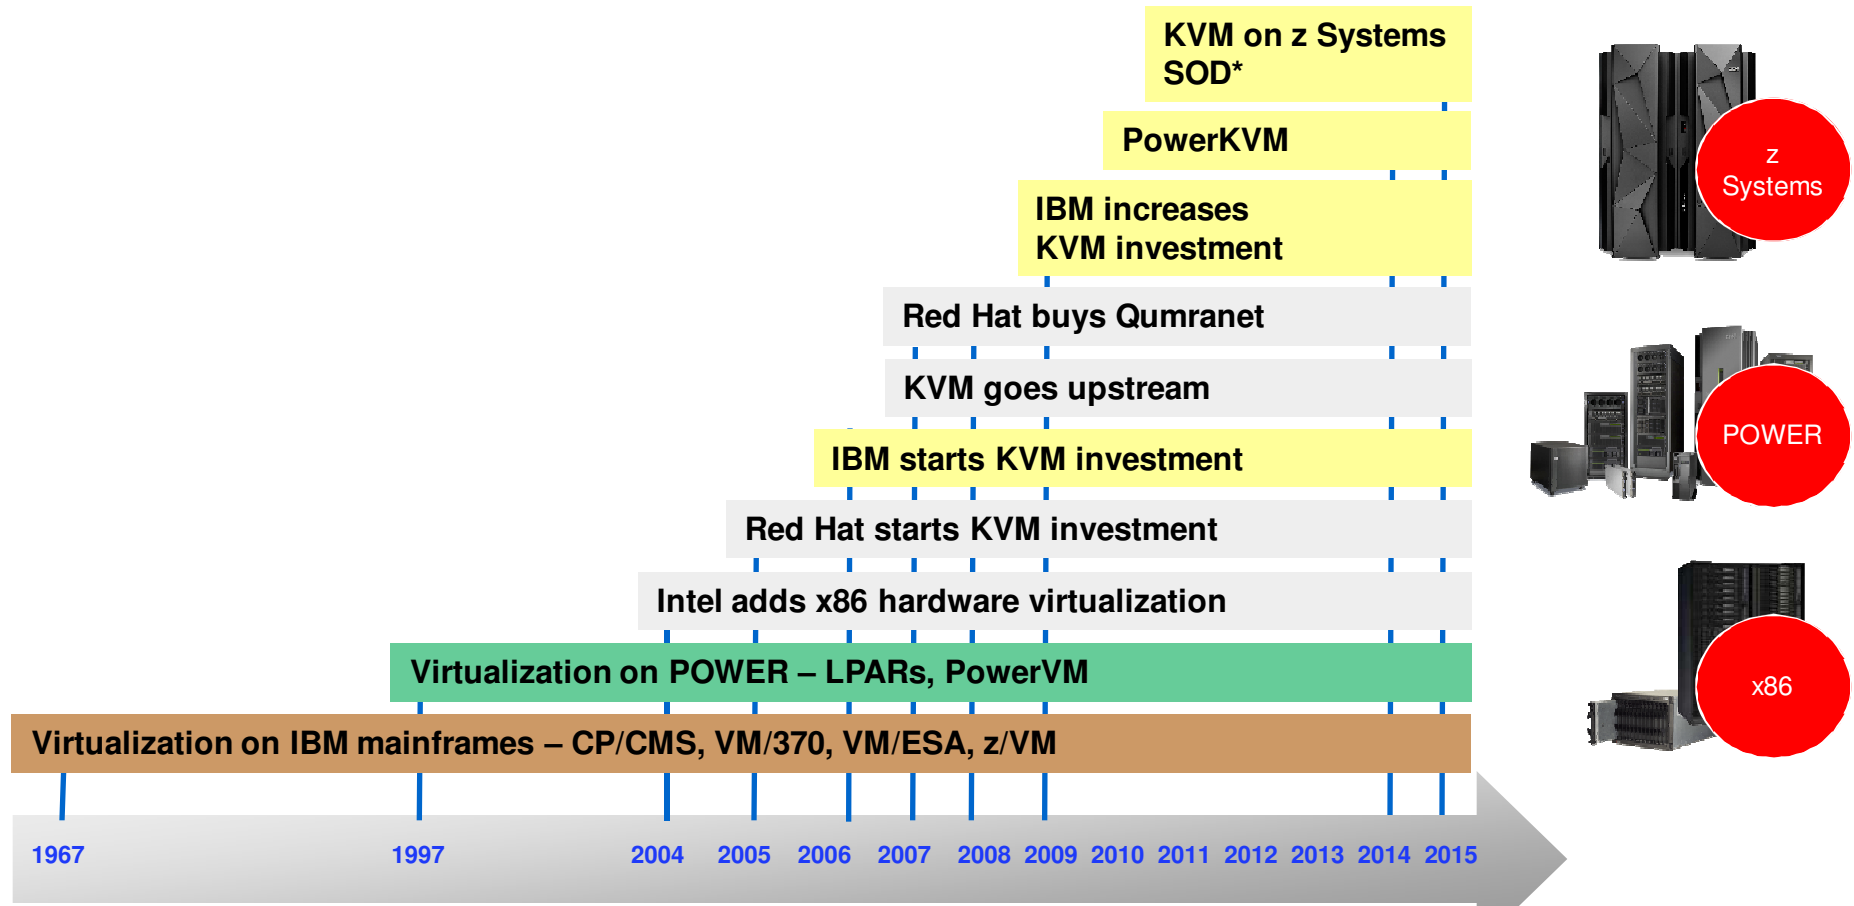 KVM on z Systems
SOD*
PowerKVM
IBM increases
KVM investment
Red Hat buys Qumranet
KVM goes upstream
IBM starts KVM investment
Red Hat starts KVM investment
Intel adds x86 hardware virtualization
Virtualization on POWER – LPARs, PowerVM
Virtualization on IBM mainframes – CP/CMS, VM/370, VM/ESA, z/VM
1967 1997 2004 2005 2006 2007 2008 2009 2010 2011 2012 2013 2014 2015
z
Systems
POWER
x86